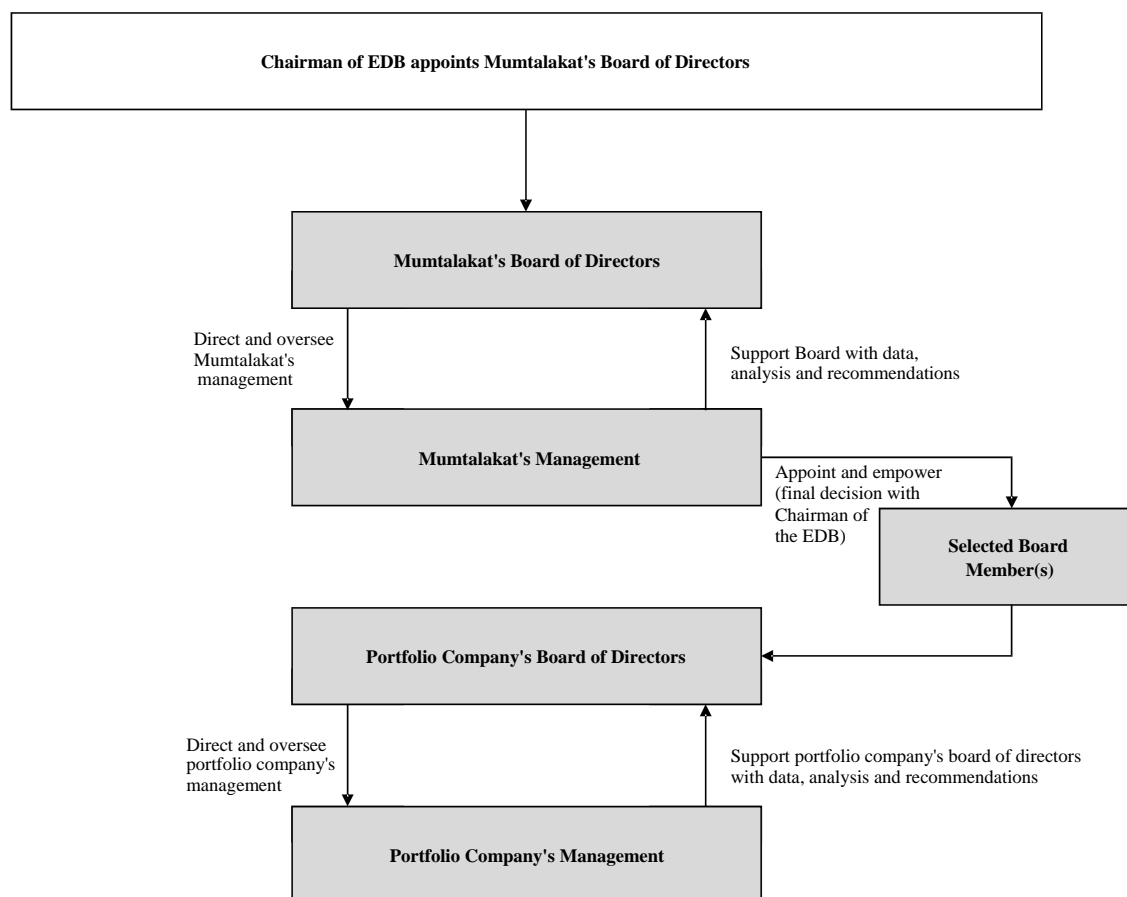 Chairman of EDB appoints Mumtalakat's Board of Directors
Mumtalakat's Board of Directors
Direct and oversee
Mumtalakat's
management
Support Board with data,
analysis and recommendations
Mumtalakat's Management
Appoint and empower
(final decision with
Chairman of
the EDB)
Selected Board
Member(s)
Portfolio Company's Board of Directors
Direct and oversee
portfolio company's
management
Support portfolio company's board of directors
with data, analysis and recommendations
Portfolio Company's Management